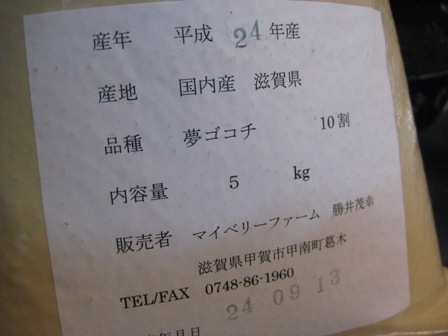 産年 平成 24 年産
産地 国内産 滋賀県
品種 夢ゴコチ 10割
内容量 5 kg
販売者 マイベリーファーム 勝井茂幸
滋賀県甲賀市甲南町葛木
TEL/FAX 0748-86-1960
24 09 13
年月日